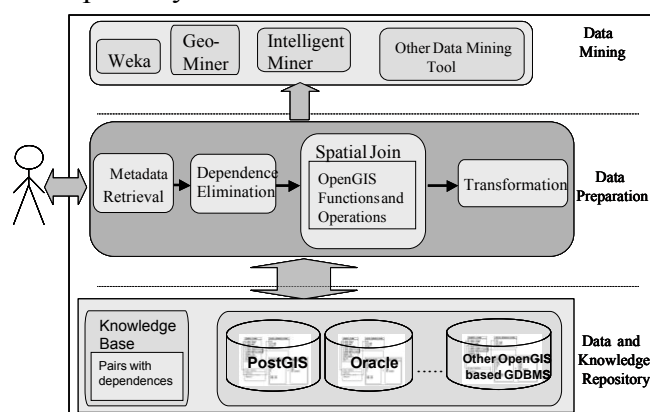 Data
Mining
Weka
Geo-
Miner
Intelligent
Miner
Other Data Mining
Tool
Metadata
Retrieval
Dependence
Elimination
Spatial Join
OpenGIS
Functions and
Operations
Transformation
Data
Preparation
Knowledge
Base
Pairs with
dependences
PostGIS
Oracle
.....
Other OpenGIS
based GDBMS
Data and
Knowledge
Repository